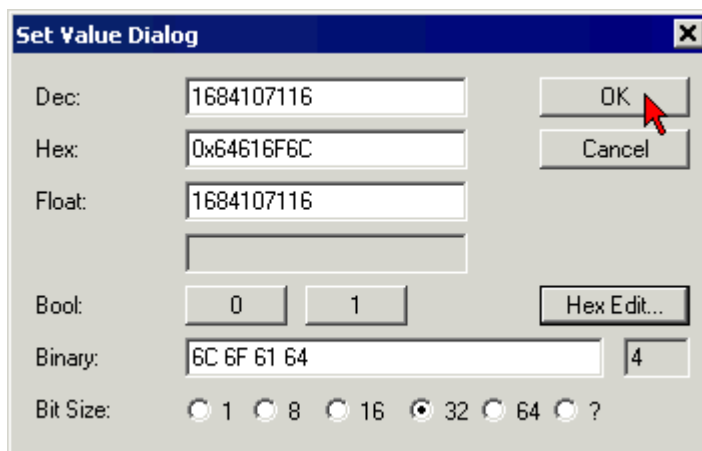 Set Value Dialog
Dec: 1684107116 OK
Hex: 0x64616F6C Cancel
Float: 1684107116
Bool: 0 1 Hex Edit...
Binary: 6C 6F 61 64 4
Bit Size: 1 8 16 32 64 ?